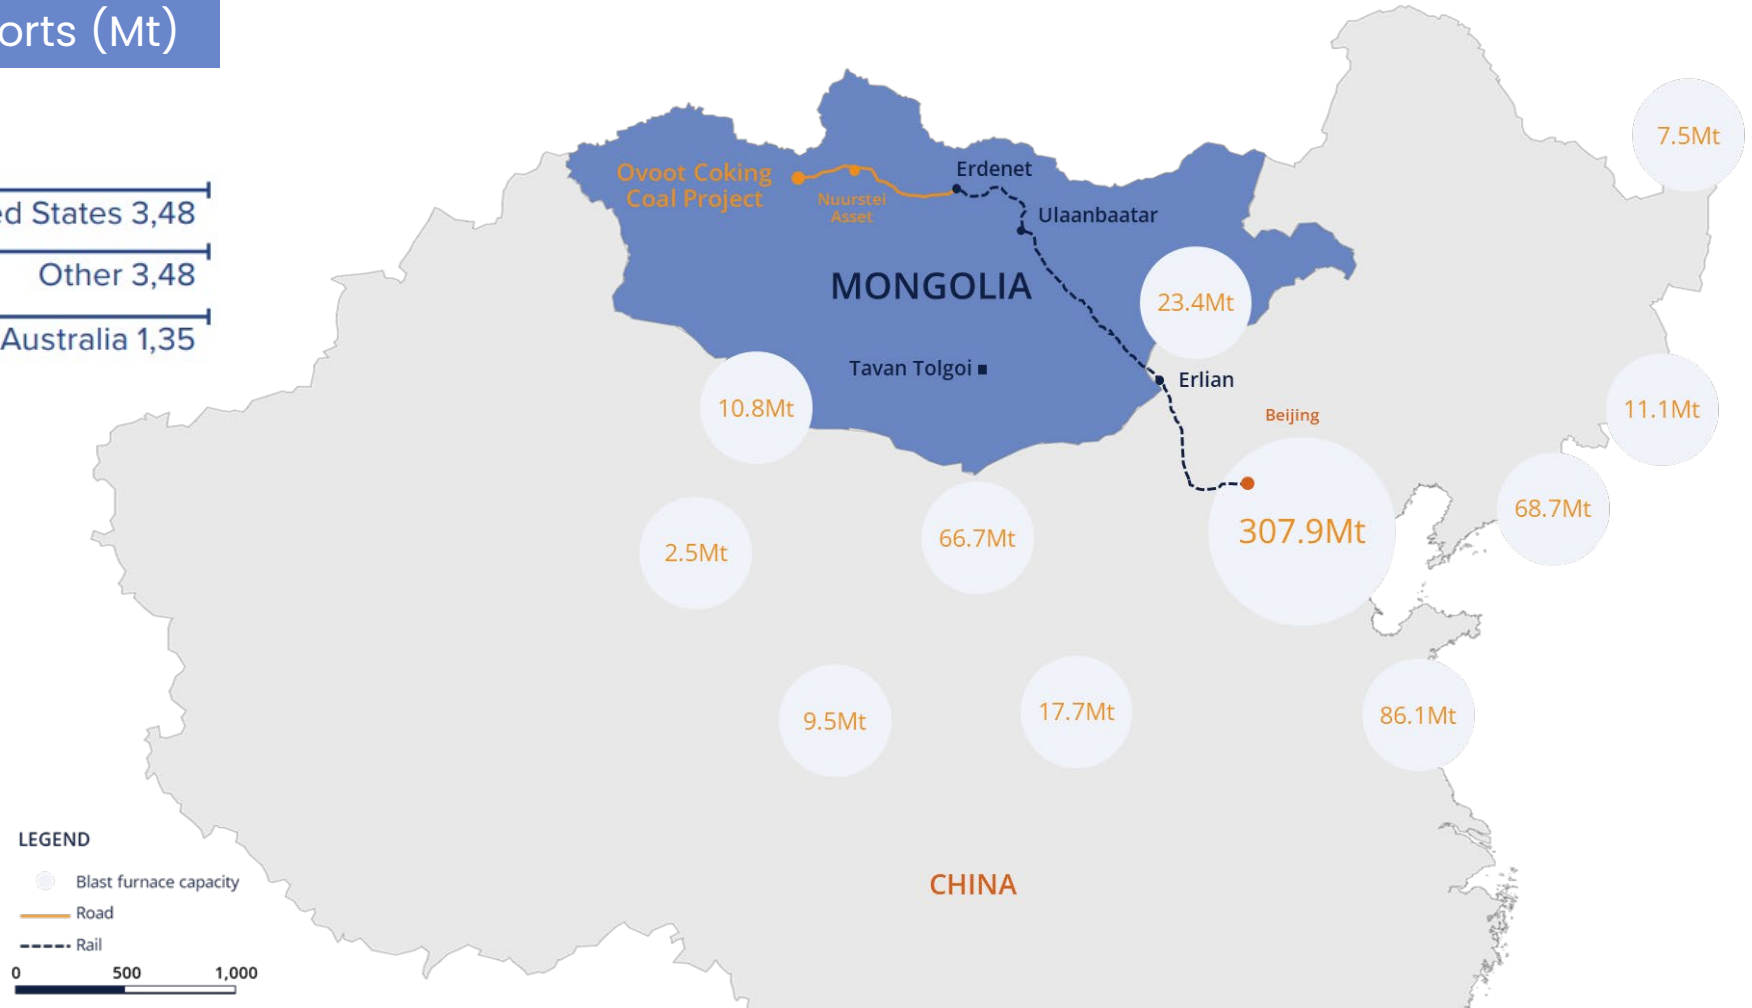 orts (Mt)
ed States 3,48
Other 3,48
Australia 1,35
7.5Mt
Ovoot Coking
Coal Project
Nuurstei
Asset
Erdenet
Ulaanbaatar
MONGOLIA
23.4Mt
Tavan Tolgoi
Erlian
10.8Mt
Beijing
11.1Mt
68.7Mt
307.9Mt
66.7Mt
2.5Mt
9.5Mt
17.7Mt
86.1Mt
CHINA
LEGEND
Blast furnace capacity
Road
Rail
0 500 1,000